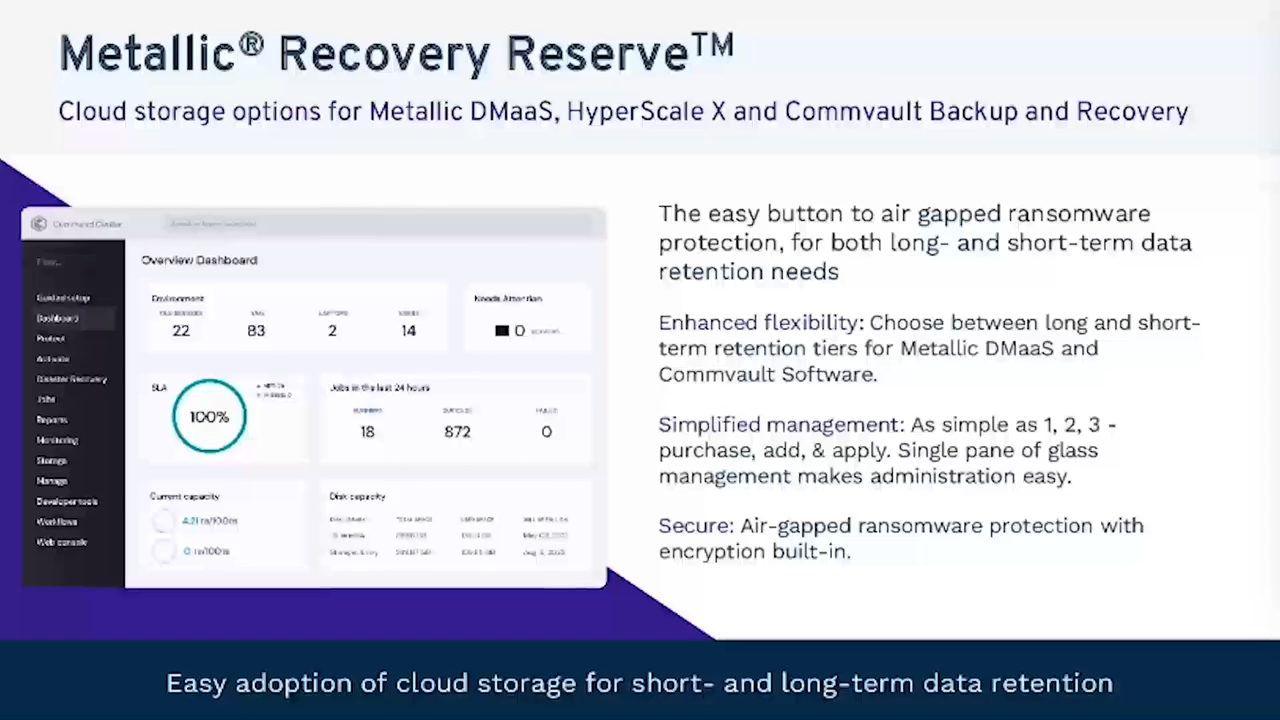 Metallic® Recovery Reserve™
Cloud storage options for Metallic DMaaS, HyperScale X and Commvault Backup and Recovery
Command Center
Overview Dashboard
Guided setup
Dashboard
Protect
Activate
Disaster Recovery
Jobs
Reports
Monitoring
Storage
Manage
Developer tools
Workflows
Web console
Environment
22 83 2 14
Needs Attention
0
SLA
100%
Jobs in the last 24 hours
18 872 0
Current capacity
Disk capacity
The easy button to air gapped ransomware
protection, for both long- and short-term data
retention needs
Enhanced flexibility: Choose between long and short-
term retention tiers for Metallic DMaaS and
Commvault Software.
Simplified management: As simple as 1, 2, 3 -
purchase, add, & apply. Single pane of glass
management makes administration easy.
Secure: Air-gapped ransomware protection with
encryption built-in.
Easy adoption of cloud storage for short- and long-term data retention